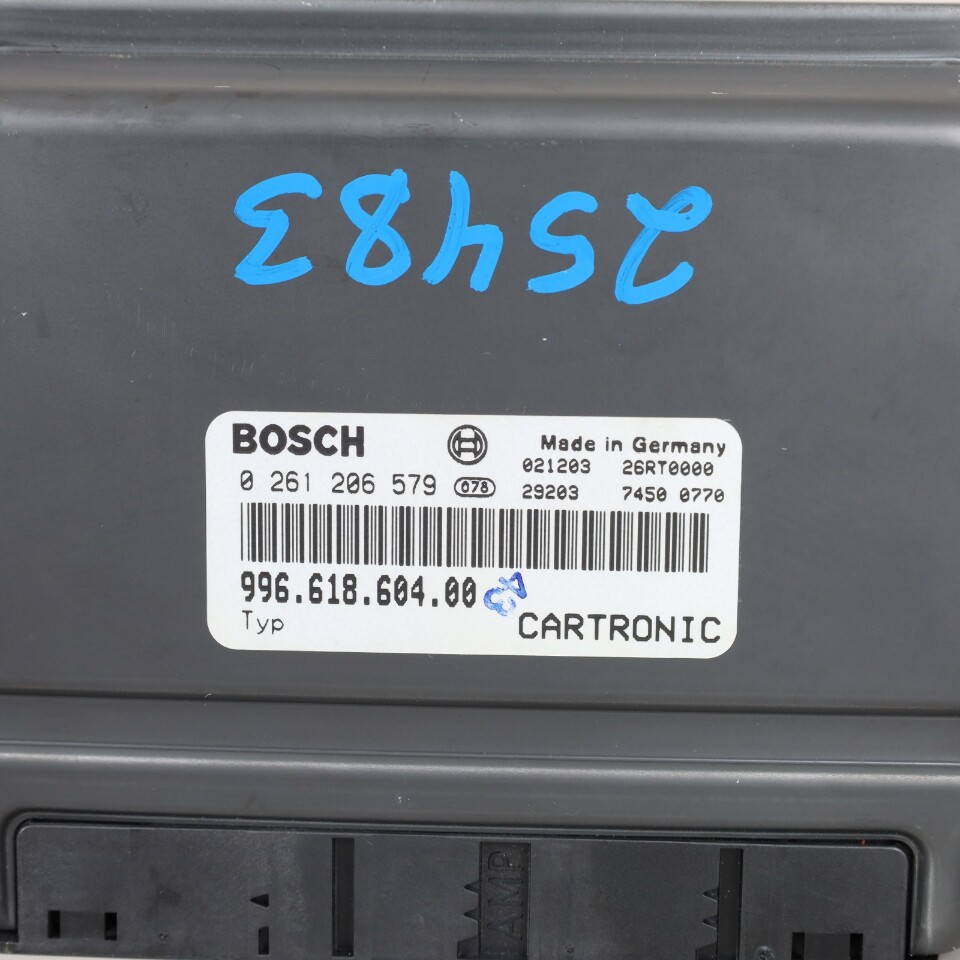 25483
BOSCH
Made in Germany
0 261 206 579 078
021203 26RT0000
29203 7450 0770
996.618.604.00
Typ
CARTRONIC
AMP